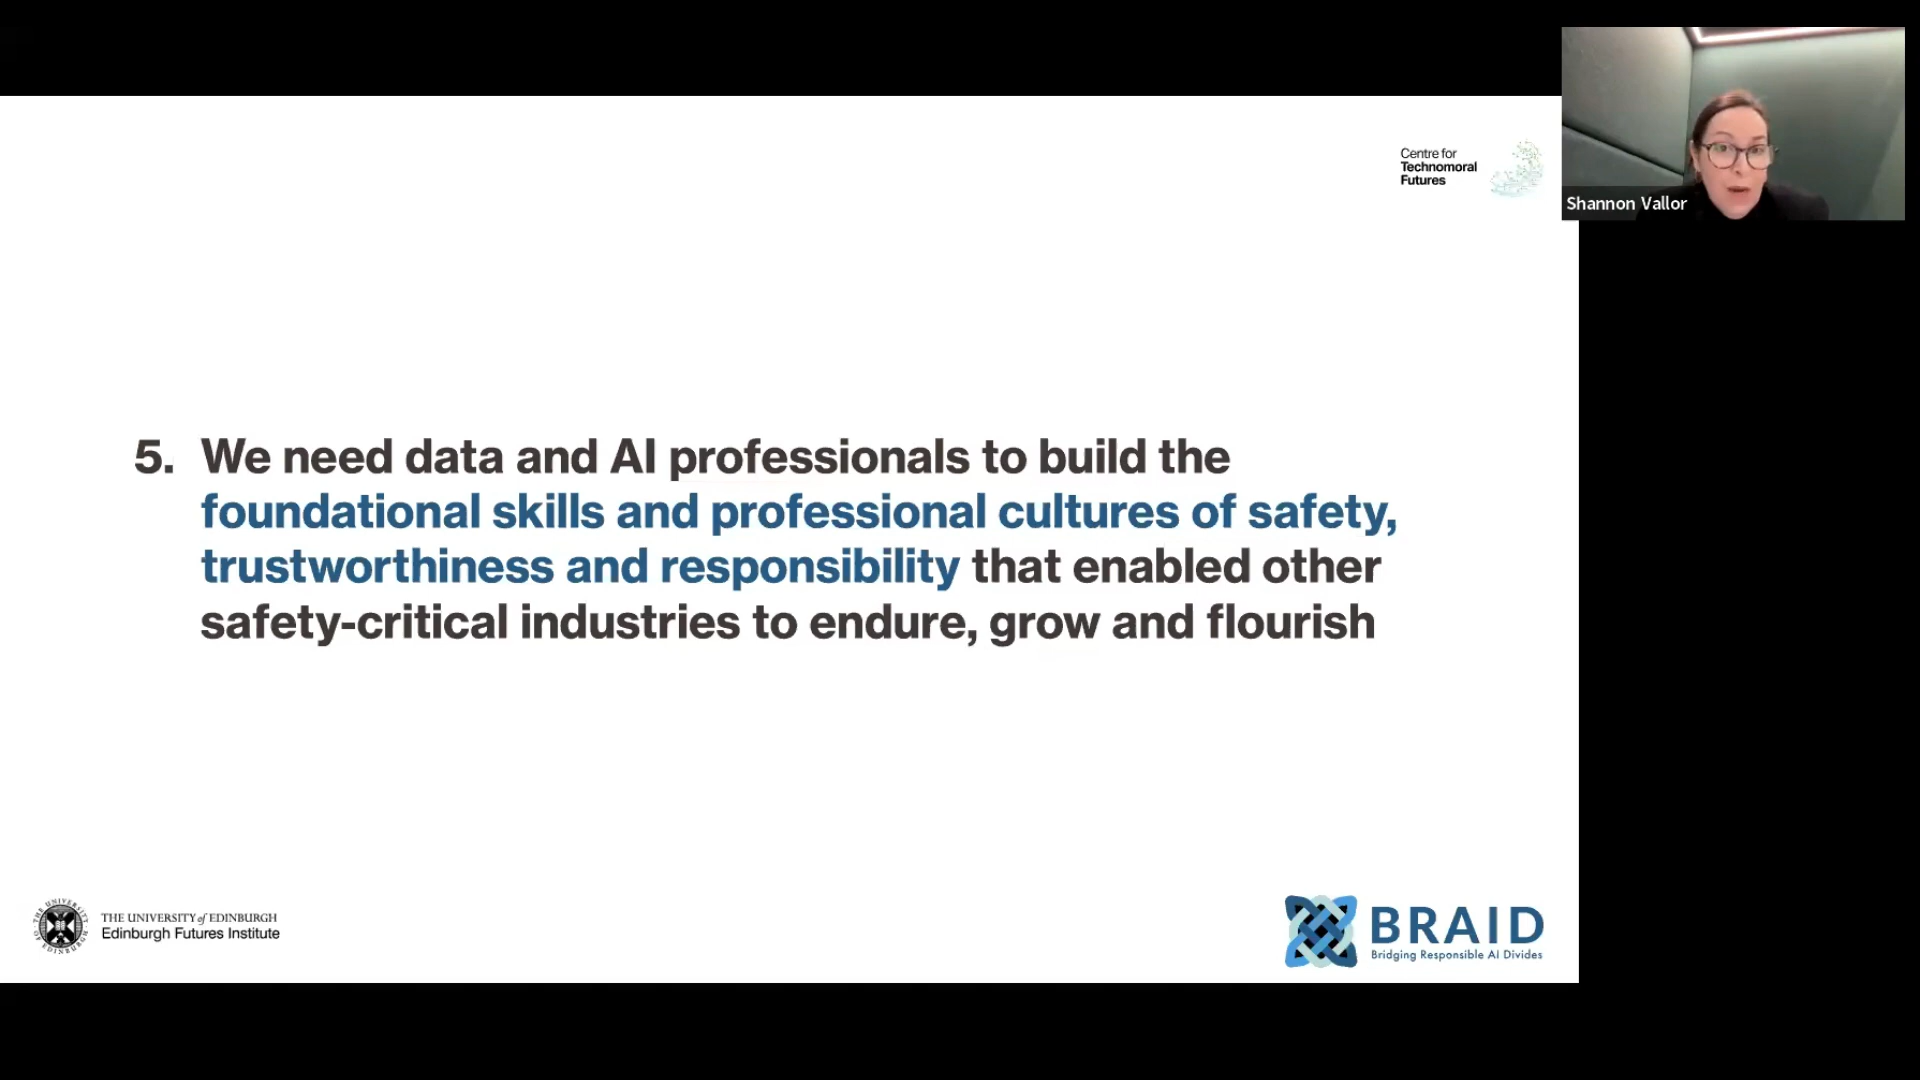 Centre for
Technomoral
Futures
Shannon Vallor
5. We need data and AI professionals to build the
foundational skills and professional cultures of safety,
trustworthiness and responsibility that enabled other
safety-critical industries to endure, grow and flourish
THE UNIVERSITY of EDINBURGH
Edinburgh Futures Institute
BRAID
Bridging Responsible AI Divides